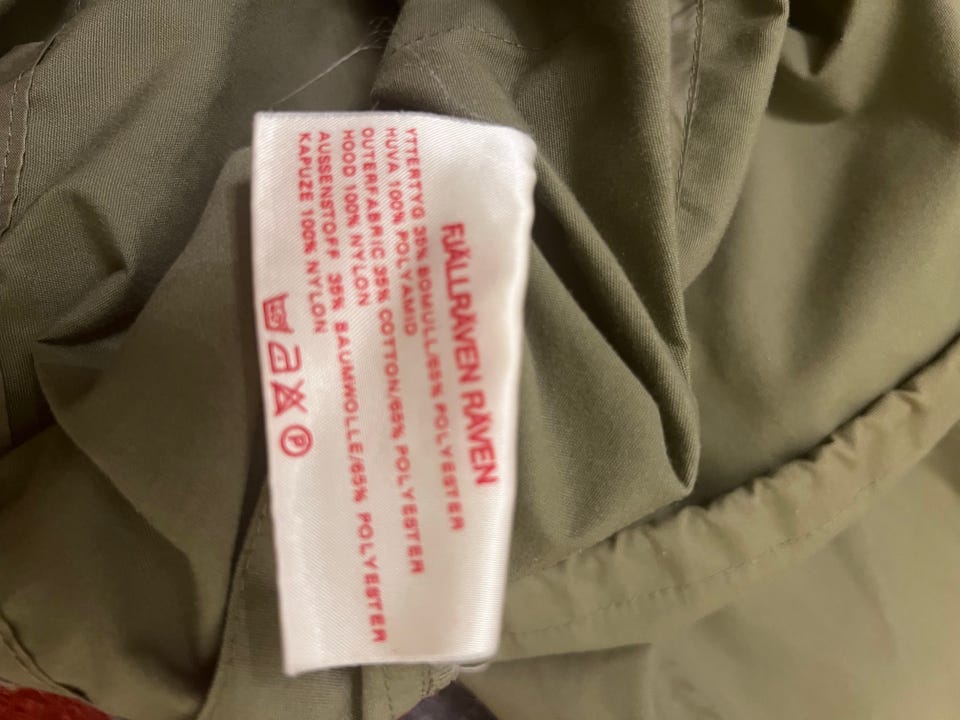 FJÄLLRÄVEN RÄVEN
YTTERTYG 35% BOMULL/65% POLYESTER
HUVA 100% POLYAMID
OUTERFABRIC 35% COTTON/65% POLYESTER
HOOD 100% NYLON
AUSSENSTOFF 35% BAUMWOLLE/65% POLYESTER
KAPUZE 100% NYLON
P